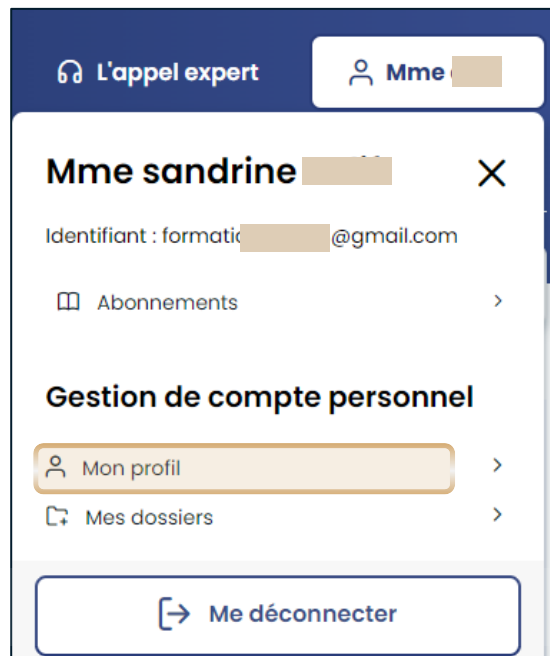 L'appel expert
Mme
Mme sandrine
Identifiant : formatio @gmail.com
Abonnements
Gestion de compte personnel
Mon profil
Mes dossiers
Me déconnecter